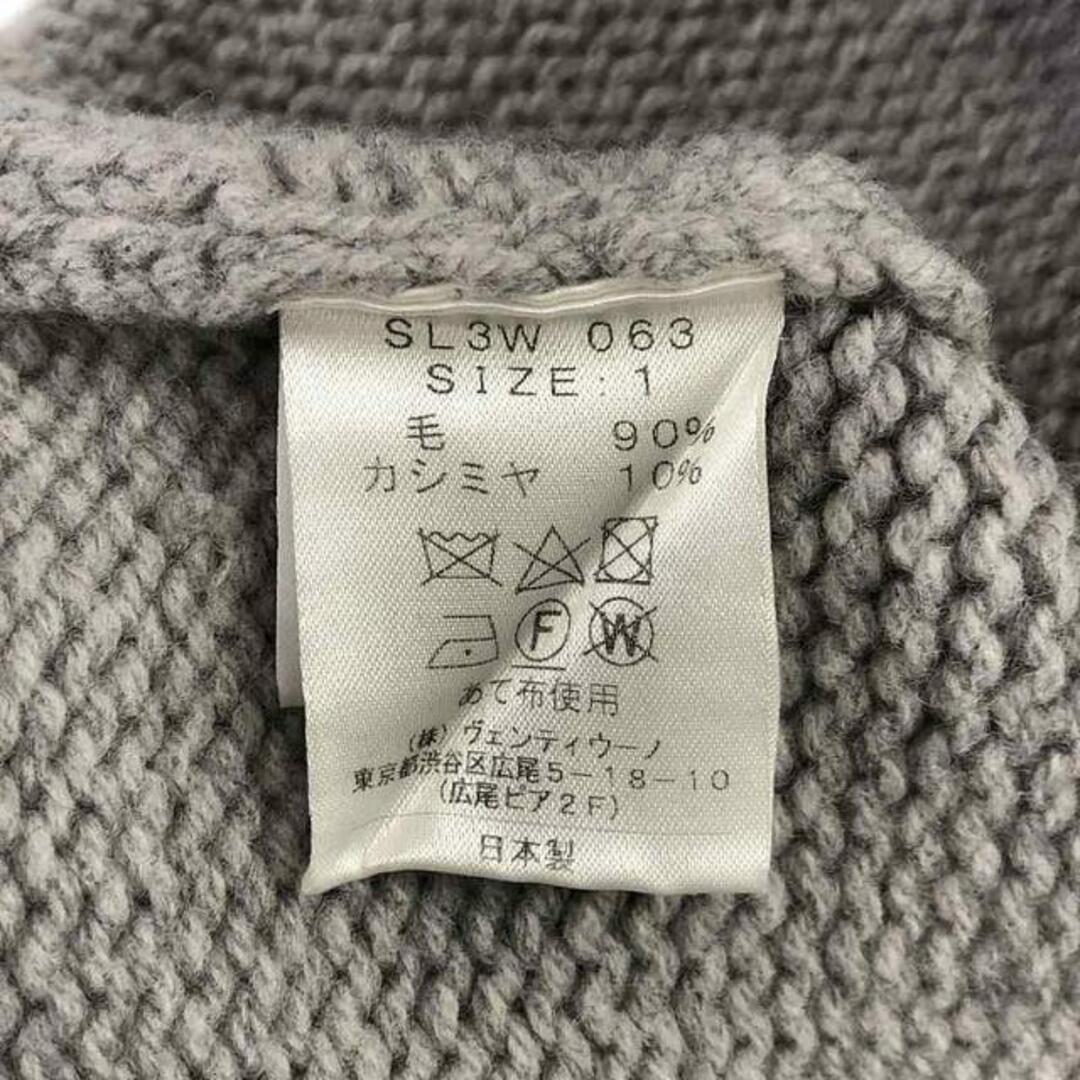 SL3W 063
SIZE: 1
毛 90%
カシミヤ 10%
F W
あて布使用
(株)ヴェンティウーノ
東京都渋谷区広尾5-18-10
(広尾ピア2F)
日本製